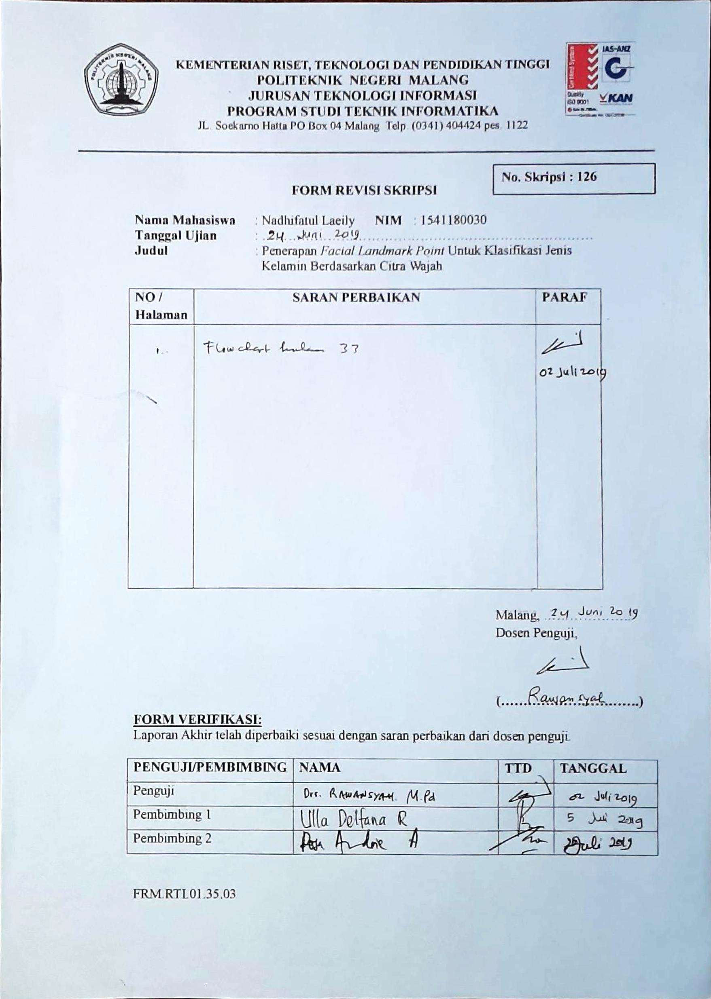 POLITEKNIK NEGERI MALANG
KEMENTERIAN RISET, TEKNOLOGI DAN PENDIDIKAN TINGGI
POLITEKNIK NEGERI MALANG
JURUSAN TEKNOLOGI INFORMASI
PROGRAM STUDI TEKNIK INFORMATIKA
JL. Soekarno Hatta PO Box 04 Malang Telp. (0341) 404424 pes. 1122
Certified System
JAS-ANZ
Quality
ISO 9001
KAN
No. Skripsi : 126
FORM REVISI SKRIPSI
Nama Mahasiswa : Nadhifatul Laeily NIM : 1541180030
Tanggal Ujian : 24 Juni 2019
Judul : Penerapan Facial Landmark Point Untuk Klasifikasi Jenis
Kelamin Berdasarkan Citra Wajah
NO / SARAN PERBAIKAN PARAF
Halaman
1. Flowchart 33
02 Juli 2019
Malang, 24 Juni 2019
Dosen Penguji,
(......Rawansyah..........)
FORM VERIFIKASI:
Laporan Akhir telah diperbaiki sesuai dengan saran perbaikan dari dosen penguji.
PENGUJI/PEMBIMBING NAMA TTD TANGGAL
Penguji Drs. RAWANSYAH. M.Pd 02 Juli 2019
Pembimbing 1 Ulla Delfana R 5 Juli 2019
Pembimbing 2 Andrie A Juli 2019
FRM.RTI.01.35.03